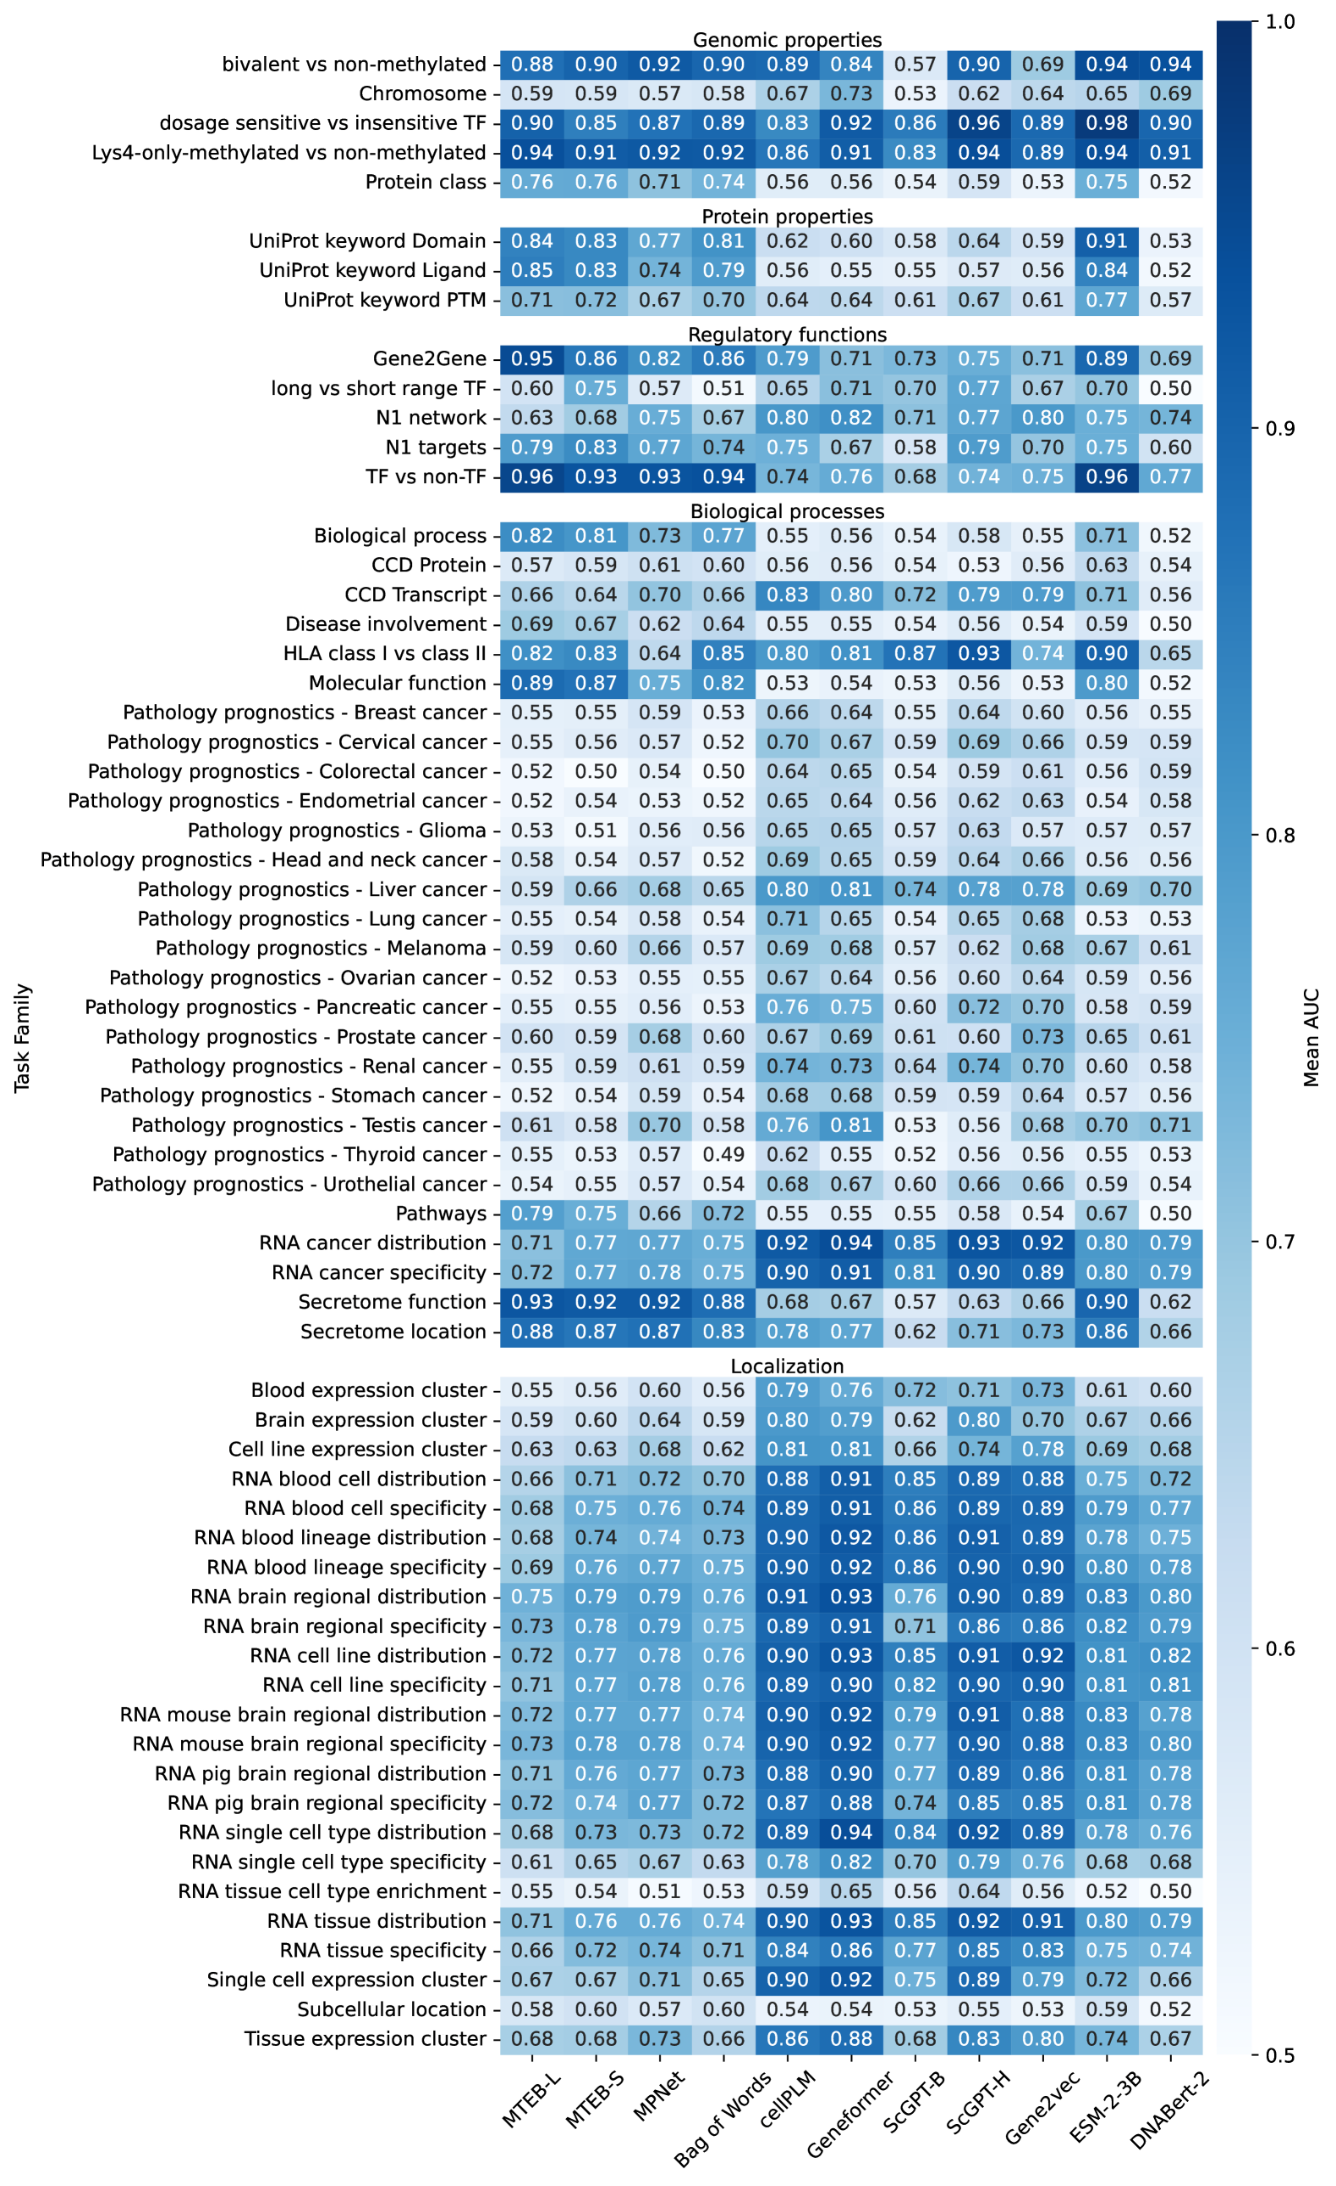 Genomic properties
bivalent vs non-methylated 0.88 0.90 0.92 0.90 0.89 0.84 0.57 0.90 0.69 0.94 0.94
Chromosome 0.59 0.59 0.57 0.58 0.67 0.73 0.53 0.62 0.64 0.65 0.69
dosage sensitive vs insensitive TF 0.90 0.85 0.87 0.89 0.83 0.92 0.86 0.96 0.89 0.98 0.90
Lys4-only-methylated vs non-methylated 0.94 0.91 0.92 0.92 0.86 0.91 0.83 0.94 0.89 0.94 0.91
Protein class 0.76 0.76 0.71 0.74 0.56 0.56 0.54 0.59 0.53 0.75 0.52
Protein properties
UniProt keyword Domain 0.84 0.83 0.77 0.81 0.62 0.60 0.58 0.64 0.59 0.91 0.53
UniProt keyword Ligand 0.85 0.83 0.74 0.79 0.56 0.55 0.55 0.57 0.56 0.84 0.52
UniProt keyword PTM 0.71 0.72 0.67 0.70 0.64 0.64 0.61 0.67 0.61 0.77 0.57
Regulatory functions
Gene2Gene 0.95 0.86 0.82 0.86 0.79 0.71 0.73 0.75 0.71 0.89 0.69
long vs short range TF 0.60 0.75 0.57 0.51 0.65 0.71 0.70 0.77 0.67 0.70 0.50
N1 network 0.63 0.68 0.75 0.67 0.80 0.82 0.71 0.77 0.80 0.75 0.74
N1 targets 0.79 0.83 0.77 0.74 0.75 0.67 0.58 0.79 0.70 0.75 0.60
TF vs non-TF 0.96 0.93 0.93 0.94 0.74 0.76 0.68 0.74 0.75 0.96 0.77
Biological processes
Biological process 0.82 0.81 0.73 0.77 0.55 0.56 0.54 0.58 0.55 0.71 0.52
CCD Protein 0.57 0.59 0.61 0.60 0.56 0.56 0.54 0.53 0.56 0.63 0.54
CCD Transcript 0.66 0.64 0.70 0.66 0.83 0.80 0.72 0.79 0.79 0.71 0.56
Disease involvement 0.69 0.67 0.62 0.64 0.55 0.55 0.54 0.56 0.54 0.59 0.50
HLA class I vs class II 0.82 0.83 0.64 0.85 0.80 0.81 0.87 0.93 0.74 0.90 0.65
Molecular function 0.89 0.87 0.75 0.82 0.53 0.54 0.53 0.56 0.53 0.80 0.52
Pathology prognostics - Breast cancer 0.55 0.55 0.59 0.53 0.66 0.64 0.55 0.64 0.60 0.56 0.55
Pathology prognostics - Cervical cancer 0.55 0.56 0.57 0.52 0.70 0.67 0.59 0.69 0.66 0.59 0.59
Pathology prognostics - Colorectal cancer 0.52 0.50 0.54 0.50 0.64 0.65 0.54 0.59 0.61 0.56 0.59
Pathology prognostics - Endometrial cancer 0.52 0.54 0.53 0.52 0.65 0.64 0.56 0.62 0.63 0.54 0.58
Pathology prognostics - Glioma 0.53 0.51 0.56 0.56 0.65 0.65 0.57 0.63 0.57 0.57 0.57
Pathology prognostics - Head and neck cancer 0.58 0.54 0.57 0.52 0.69 0.65 0.59 0.64 0.66 0.56 0.56
Pathology prognostics - Liver cancer 0.59 0.66 0.68 0.65 0.80 0.81 0.74 0.78 0.78 0.69 0.70
Pathology prognostics - Lung cancer 0.55 0.54 0.58 0.54 0.71 0.65 0.54 0.65 0.68 0.53 0.53
Pathology prognostics - Melanoma 0.59 0.60 0.66 0.57 0.69 0.68 0.57 0.62 0.68 0.67 0.61
Pathology prognostics - Ovarian cancer 0.52 0.53 0.55 0.55 0.67 0.64 0.56 0.60 0.64 0.59 0.56
Pathology prognostics - Pancreatic cancer 0.55 0.55 0.56 0.53 0.76 0.75 0.60 0.72 0.70 0.58 0.59
Pathology prognostics - Prostate cancer 0.60 0.59 0.68 0.60 0.67 0.69 0.61 0.60 0.73 0.65 0.61
Pathology prognostics - Renal cancer 0.55 0.59 0.61 0.59 0.74 0.73 0.64 0.74 0.70 0.60 0.58
Pathology prognostics - Stomach cancer 0.52 0.54 0.59 0.54 0.68 0.68 0.59 0.59 0.64 0.57 0.56
Pathology prognostics - Testis cancer 0.61 0.58 0.70 0.58 0.76 0.81 0.53 0.56 0.68 0.70 0.71
Pathology prognostics - Thyroid cancer 0.55 0.53 0.57 0.49 0.62 0.55 0.52 0.56 0.56 0.55 0.53
Pathology prognostics - Urothelial cancer 0.54 0.55 0.57 0.54 0.68 0.67 0.60 0.66 0.66 0.59 0.54
Pathways 0.79 0.75 0.66 0.72 0.55 0.55 0.55 0.58 0.54 0.67 0.50
RNA cancer distribution 0.71 0.77 0.77 0.75 0.92 0.94 0.85 0.93 0.92 0.80 0.79
RNA cancer specificity 0.72 0.77 0.78 0.75 0.90 0.91 0.81 0.90 0.89 0.80 0.79
Secretome function 0.93 0.92 0.92 0.88 0.68 0.67 0.57 0.63 0.66 0.90 0.62
Secretome location 0.88 0.87 0.87 0.83 0.78 0.77 0.62 0.71 0.73 0.86 0.66
Localization
Blood expression cluster 0.55 0.56 0.60 0.56 0.79 0.76 0.72 0.71 0.73 0.61 0.60
Brain expression cluster 0.59 0.60 0.64 0.59 0.80 0.79 0.62 0.80 0.70 0.67 0.66
Cell line expression cluster 0.63 0.63 0.68 0.62 0.81 0.81 0.66 0.74 0.78 0.69 0.68
RNA blood cell distribution 0.66 0.71 0.72 0.70 0.88 0.91 0.85 0.89 0.88 0.75 0.72
RNA blood cell specificity 0.68 0.75 0.76 0.74 0.89 0.91 0.86 0.89 0.89 0.79 0.77
RNA blood lineage distribution 0.68 0.74 0.74 0.73 0.90 0.92 0.86 0.91 0.89 0.78 0.75
RNA blood lineage specificity 0.69 0.76 0.77 0.75 0.90 0.92 0.86 0.90 0.90 0.80 0.78
RNA brain regional distribution 0.75 0.79 0.79 0.76 0.91 0.93 0.76 0.90 0.89 0.83 0.80
RNA brain regional specificity 0.73 0.78 0.79 0.75 0.89 0.91 0.71 0.86 0.86 0.82 0.79
RNA cell line distribution 0.72 0.77 0.78 0.76 0.90 0.93 0.85 0.91 0.92 0.81 0.82
RNA cell line specificity 0.71 0.77 0.78 0.76 0.89 0.90 0.82 0.90 0.90 0.81 0.81
RNA mouse brain regional distribution 0.72 0.77 0.77 0.74 0.90 0.92 0.79 0.91 0.88 0.83 0.78
RNA mouse brain regional specificity 0.73 0.78 0.78 0.74 0.90 0.92 0.77 0.90 0.88 0.83 0.80
RNA pig brain regional distribution 0.71 0.76 0.77 0.73 0.88 0.90 0.77 0.89 0.86 0.81 0.78
RNA pig brain regional specificity 0.72 0.74 0.77 0.72 0.87 0.88 0.74 0.85 0.85 0.81 0.78
RNA single cell type distribution 0.68 0.73 0.73 0.72 0.89 0.94 0.84 0.92 0.89 0.78 0.76
RNA single cell type specificity 0.61 0.65 0.67 0.63 0.78 0.82 0.70 0.79 0.76 0.68 0.68
RNA tissue cell type enrichment 0.55 0.54 0.51 0.53 0.59 0.65 0.56 0.64 0.56 0.52 0.50
RNA tissue distribution 0.71 0.76 0.76 0.74 0.90 0.93 0.85 0.92 0.91 0.80 0.79
RNA tissue specificity 0.66 0.72 0.74 0.71 0.84 0.86 0.77 0.85 0.83 0.75 0.74
Single cell expression cluster 0.67 0.67 0.71 0.65 0.90 0.92 0.75 0.89 0.79 0.72 0.66
Subcellular location 0.58 0.60 0.57 0.60 0.54 0.54 0.53 0.55 0.53 0.59 0.52
Tissue expression cluster 0.68 0.68 0.73 0.66 0.86 0.88 0.68 0.83 0.80 0.74 0.67
MTEB-L MTEB-S MPNet Bag of Words cellPLM Geneformer ScGPT-B ScGPT-H Gene2vec ESM-2-3B DNABert-2
Task Family
1.0
0.9
0.8
0.7
0.6
0.5
Mean AUC